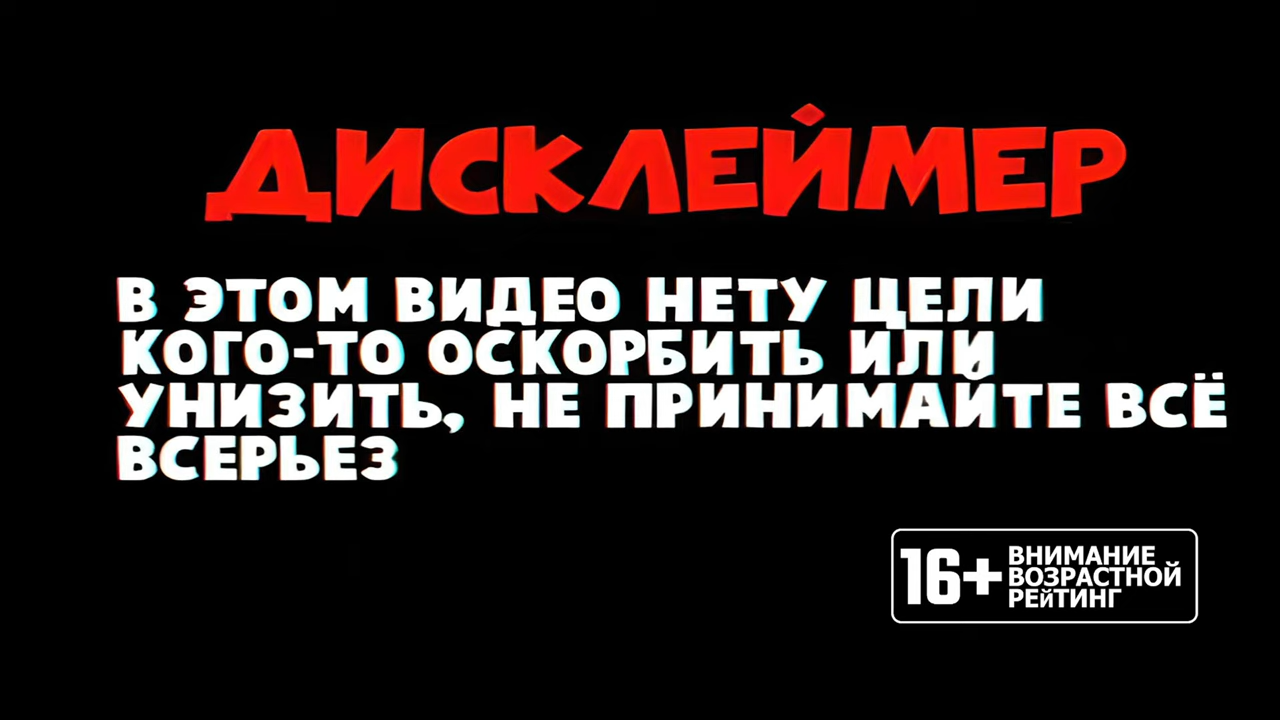 ДИСКЛЕЙМЕР
В ЭТОМ ВИДЕО НЕТУ ЦЕЛИ
КОГО-ТО ОСКОРБИТЬ ИЛИ
УНИЗИТЬ, НЕ ПРИНИМАЙТЕ ВСЁ
ВСЕРЬЕЗ
16+
ВНИМАНИЕ
ВОЗРАСТНОЙ
РЕЙТИНГ